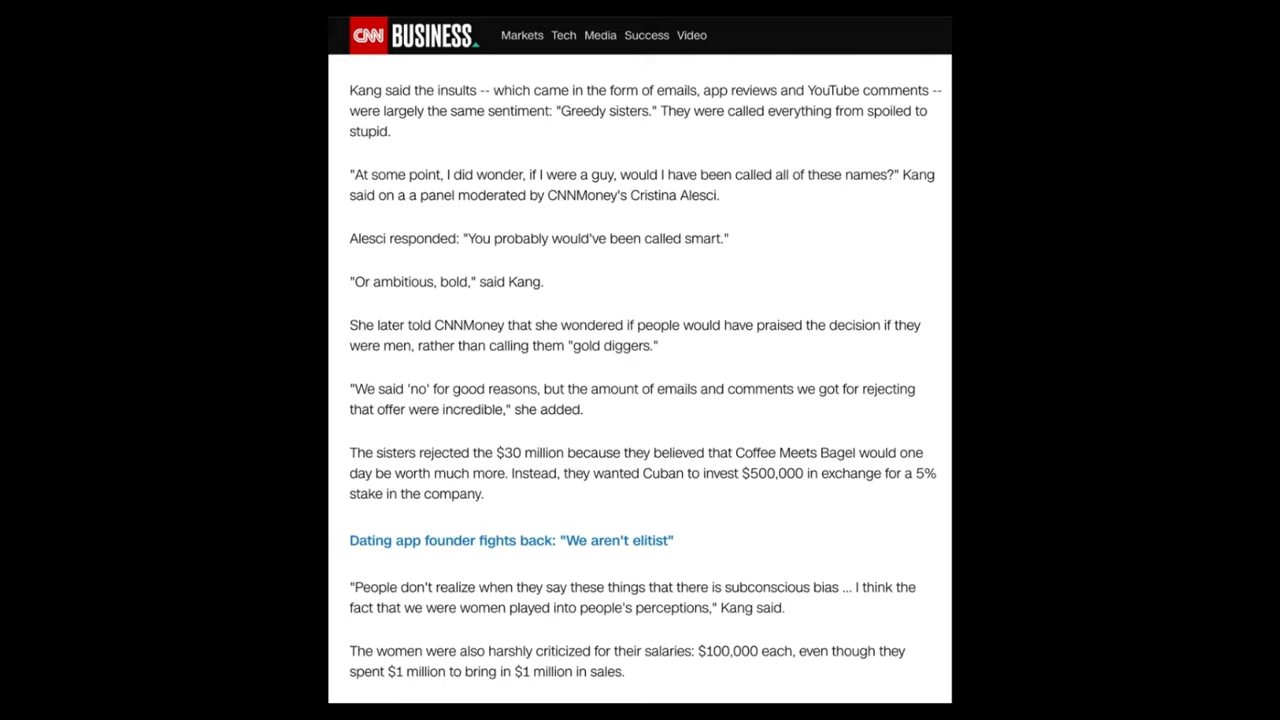 CNN BUSINESS Markets Tech Media Success Video
Kang said the insults -- which came in the form of emails, app reviews and YouTube comments --
were largely the same sentiment: "Greedy sisters." They were called everything from spoiled to
stupid.
"At some point, I did wonder, if I were a guy, would I have been called all of these names?" Kang
said on a a panel moderated by CNNMoney's Cristina Alesci.
Alesci responded: "You probably would've been called smart."
"Or ambitious, bold," said Kang.
She later told CNNMoney that she wondered if people would have praised the decision if they
were men, rather than calling them "gold diggers."
"We said 'no' for good reasons, but the amount of emails and comments we got for rejecting
that offer were incredible," she added.
The sisters rejected the $30 million because they believed that Coffee Meets Bagel would one
day be worth much more. Instead, they wanted Cuban to invest $500,000 in exchange for a 5%
stake in the company.
Dating app founder fights back: "We aren't elitist"
"People don't realize when they say these things that there is subconscious bias ... I think the
fact that we were women played into people's perceptions," Kang said.
The women were also harshly criticized for their salaries: $100,000 each, even though they
spent $1 million to bring in $1 million in sales.